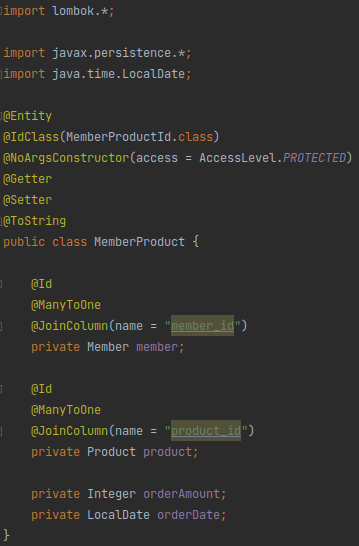 import lombok.*;
import javax.persistence.*;
import java.time.LocalDate;
@Entity
@IdClass(MemberProductId.class)
@NoArgsConstructor(access = AccessLevel.PROTECTED)
@Getter
@Setter
@ToString
public class MemberProduct {
@Id
@ManyToOne
@JoinColumn(name = "member_id")
private Member member;
@Id
@ManyToOne
@JoinColumn(name = "product_id")
private Product product;
private Integer orderAmount;
private LocalDate orderDate;
}